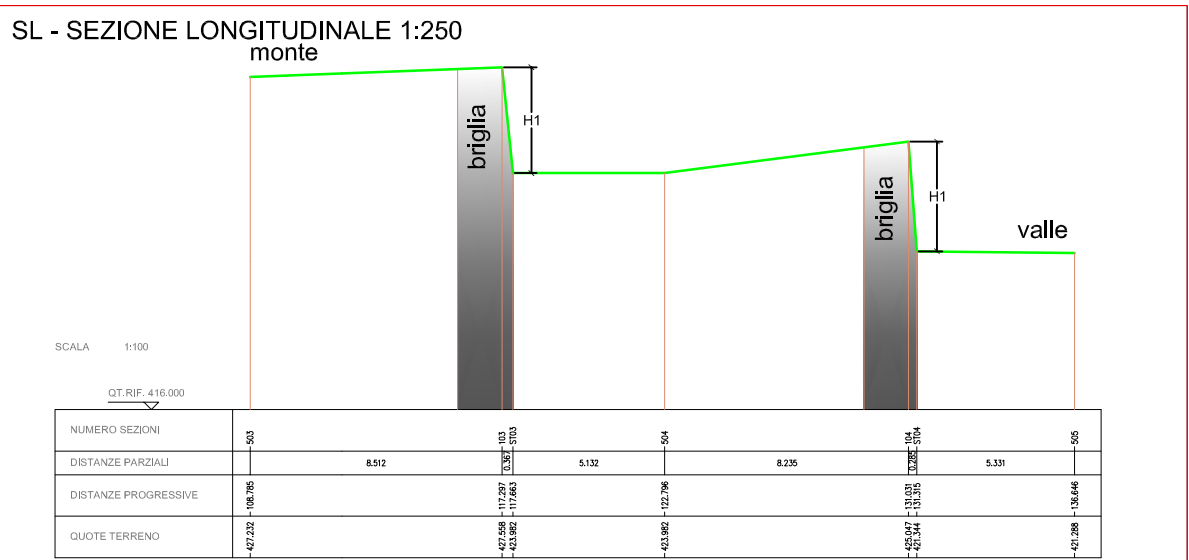 SL - SEZIONE LONGITUDINALE 1:250
monte
briglia
H1
briglia
H1
valle
SCALA 1:100
QT.RIF. 416.000
NUMERO SEZIONI 503 103 ST03 504 104 ST04 505
DISTANZE PARZIALI 8.512 0.367 5.132 8.235 0.285 5.331
DISTANZE PROGRESSIVE 108.785 117.297 117.663 122.796 131.031 131.315 136.646
QUOTE TERRENO 427.232 427.558 423.982 423.982 425.047 421.344 421.288